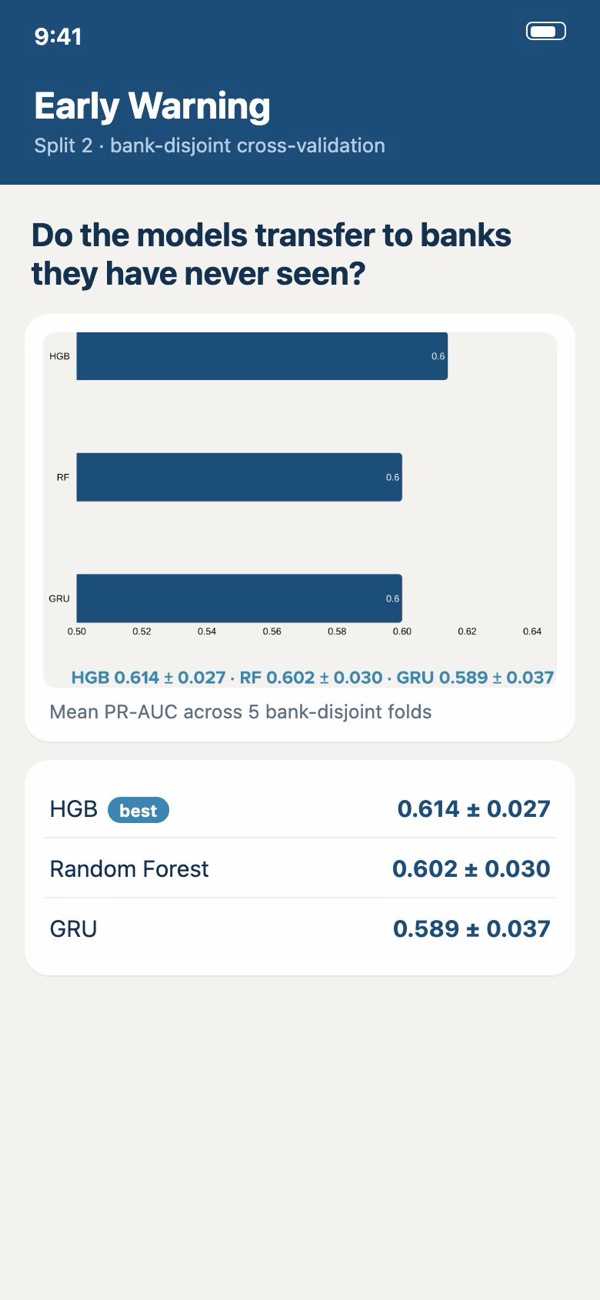 9:41
Early Warning
Split 2 · bank-disjoint cross-validation
Do the models transfer to banks
they have never seen?
HGB 0.6
RF 0.6
GRU 0.6
0.50 0.52 0.54 0.56 0.58 0.60 0.62 0.64
HGB 0.614 ± 0.027 · RF 0.602 ± 0.030 · GRU 0.589 ± 0.037
Mean PR-AUC across 5 bank-disjoint folds
HGB best 0.614 ± 0.027
Random Forest 0.602 ± 0.030
GRU 0.589 ± 0.037